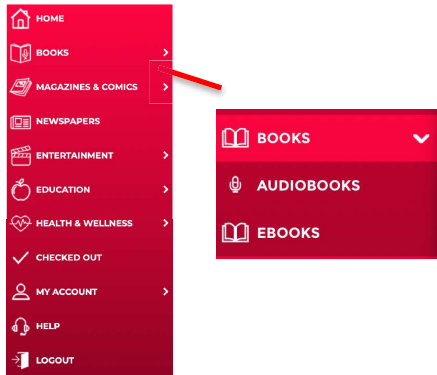 HOME
BOOKS
MAGAZINES & COMICS
NEWSPAPERS
ENTERTAINMENT
EDUCATION
HEALTH & WELLNESS
CHECKED OUT
MY ACCOUNT
HELP
LOGOUT
BOOKS
AUDIOBOOKS
EBOOKS